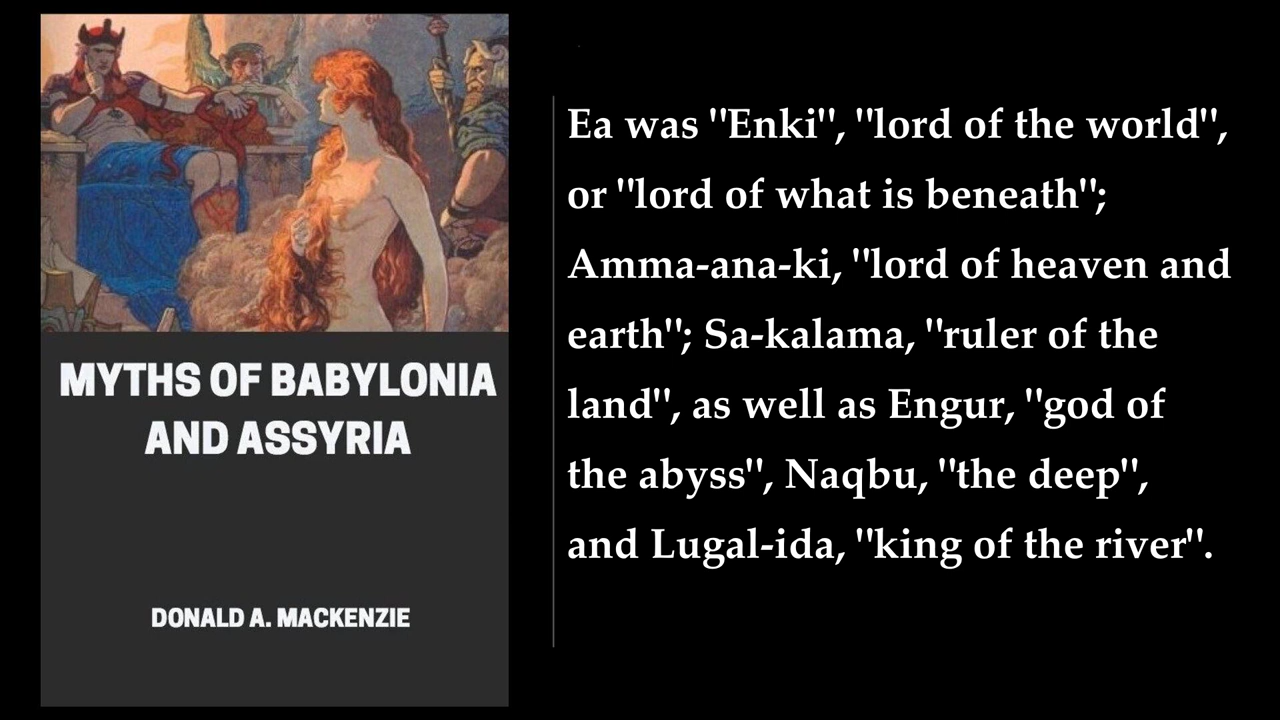 MYTHS OF BABYLONIA
AND ASSYRIA
DONALD A. MACKENZIE
Ea was "Enki", "lord of the world",
or "lord of what is beneath";
Amma-ana-ki, "lord of heaven and
earth"; Sa-kalama, "ruler of the
land", as well as Engur, "god of
the abyss", Naqbu, "the deep",
and Lugal-ida, "king of the river".